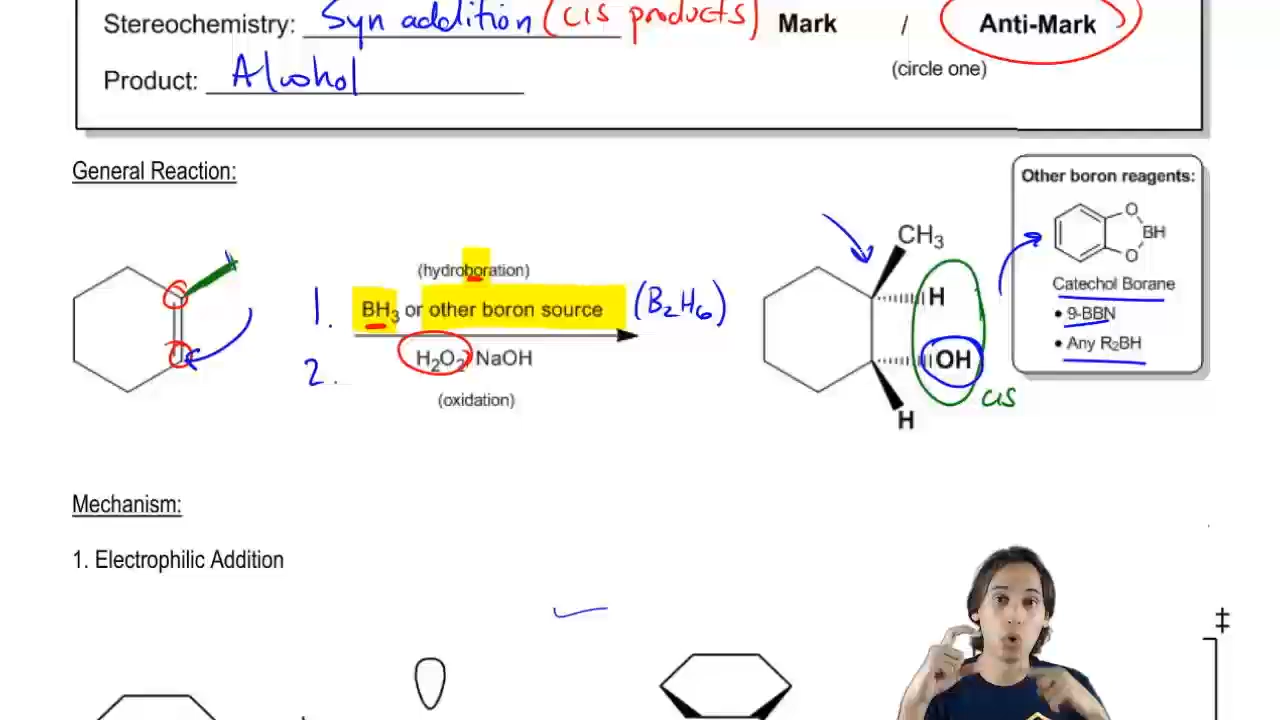 Stereochemistry: Syn addition (cis products) Mark / Anti-Mark
(circle one)
Product: Alcohol
General Reaction:
Other boron reagents:
O
BH
O
Catechol Borane
• 9-BBN
• Any R₂BH
(hydroboration)
1. BH₃ or other boron source (B₂H₆)
2. H₂O₂, NaOH
(oxidation)
CH₃
H
OH
cis
H
Mechanism:
1. Electrophilic Addition
‡